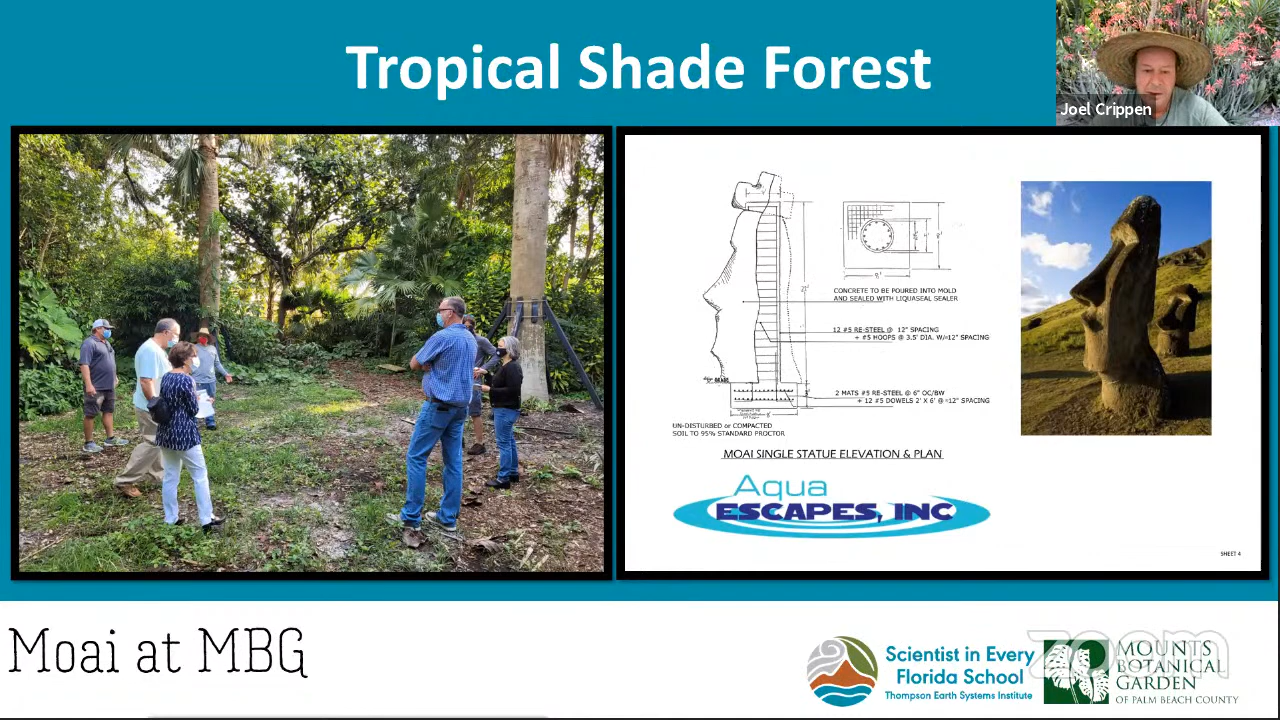 Tropical Shade Forest
Joel Crippen
CONCRETE TO BE POURED INTO MOLD
AND SEALED WITH LIQUASEAL SEALER
12 #5 RE-STEEL @ 12" SPACING
+ #5 HOOPS @ 3.5' DIA. W/=12" SPACING
2 MATS #5 RE-STEEL @ 6" OC/BW
+ 12 #5 DOWELS 2' X 6' @ =12" SPACING
UN-DISTURBED or COMPACTED
SOIL TO 95% STANDARD PROCTOR
MOAI SINGLE STATUE ELEVATION & PLAN
Aqua
ESCAPES, INC
SHEET 4
Moai at MBG
Scientist in Every
Florida School
Thompson Earth Systems Institute
zoom
MOUNTS
BOTANICAL
GARDEN
OF PALM BEACH COUNTY